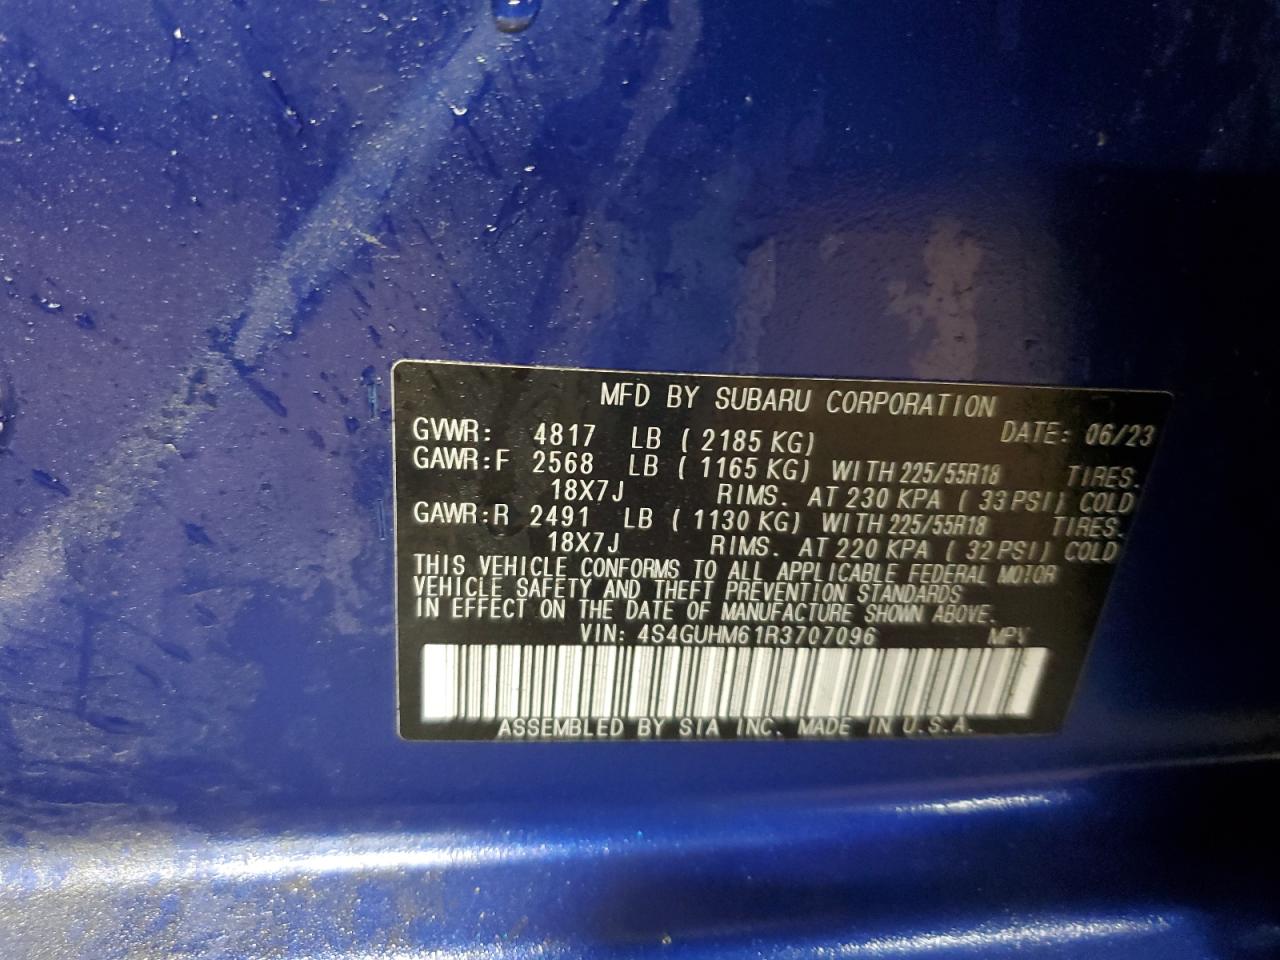 MFD BY SUBARU CORPORATION
GVWR: 4817 LB ( 2185 KG) DATE: 06/23
GAWR:F 2568 LB ( 1165 KG) WITH 225/55R18 TIRES.
18X7J RIMS. AT 230 KPA ( 33 PSI) COLD
GAWR:R 2491 LB ( 1130 KG) WITH 225/55R18 TIRES.
18X7J RIMS. AT 220 KPA ( 32 PSI) COLD
THIS VEHICLE CONFORMS TO ALL APPLICABLE FEDERAL MOTOR
VEHICLE SAFETY AND THEFT PREVENTION STANDARDS
IN EFFECT ON THE DATE OF MANUFACTURE SHOWN ABOVE.
VIN: 4S4GUHM61R3707096 MPV
ASSEMBLED BY SIA INC. MADE IN U.S.A.